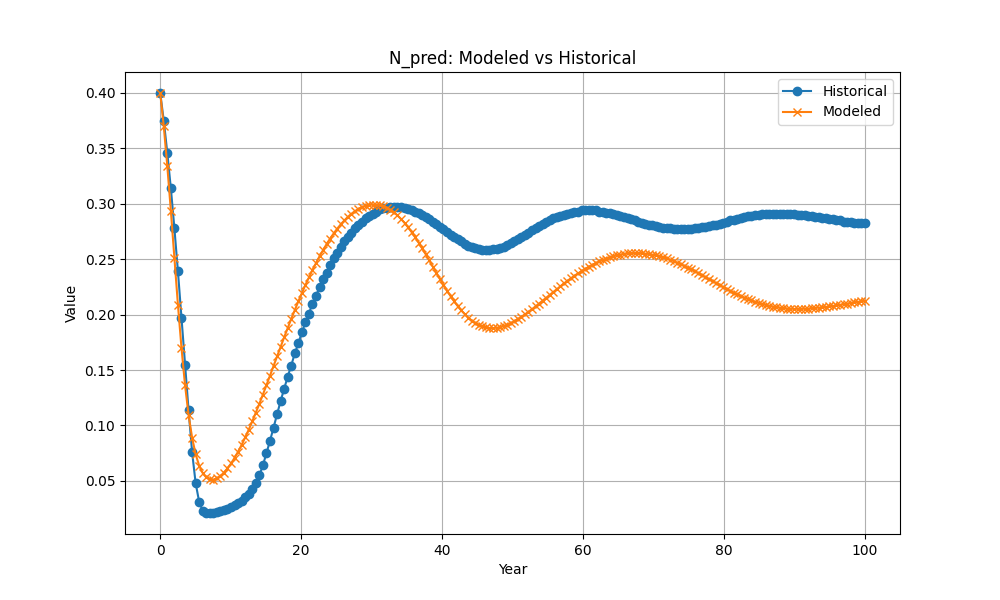 N_pred: Modeled vs Historical
Historical
Modeled
Value
0.40
0.35
0.30
0.25
0.20
0.15
0.10
0.05
0 20 40 60 80 100
Year